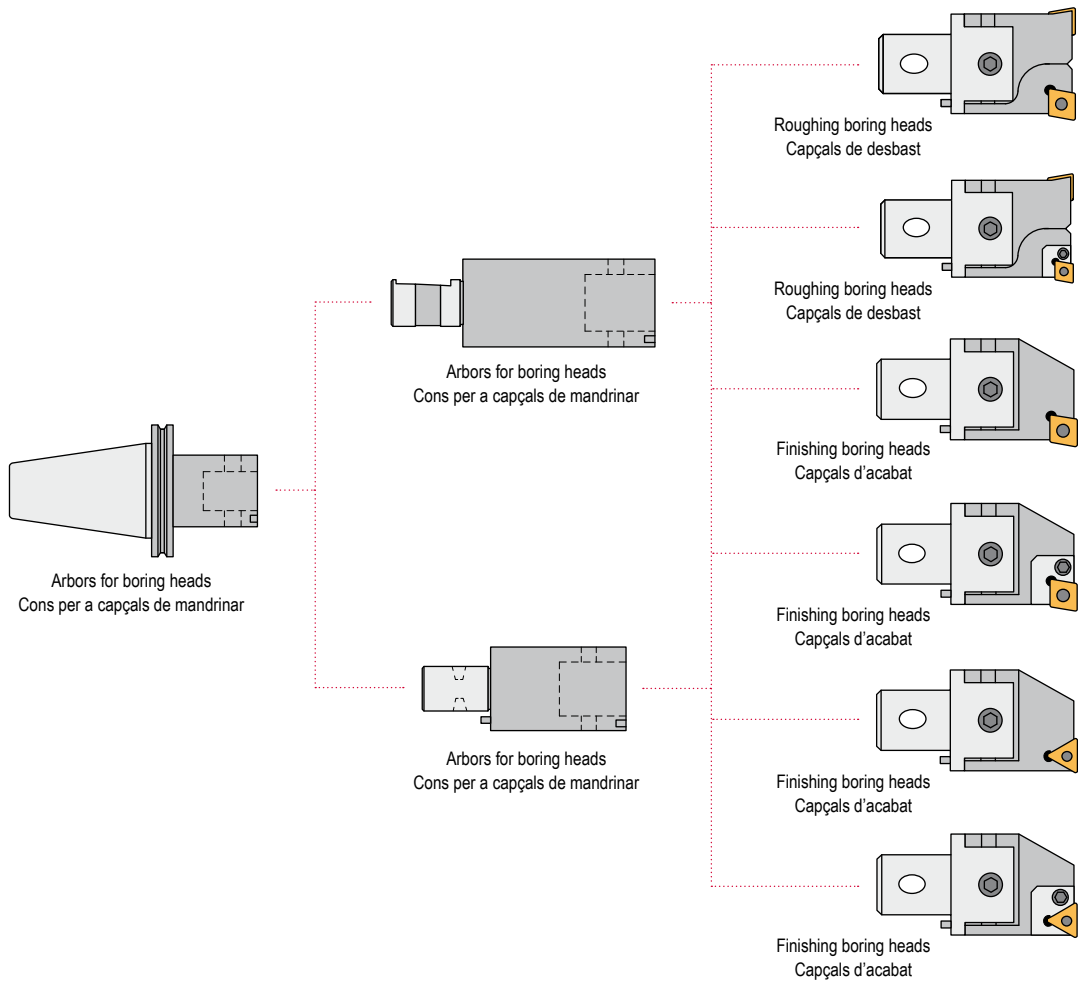 Roughing boring heads
Capçals de desbast
Roughing boring heads
Capçals de desbast
Arbors for boring heads
Cons per a capçals de mandrinar
Finishing boring heads
Capçals d’acabat
Arbors for boring heads
Cons per a capçals de mandrinar
Finishing boring heads
Capçals d’acabat
Arbors for boring heads
Cons per a capçals de mandrinar
Finishing boring heads
Capçals d’acabat
Finishing boring heads
Capçals d’acabat